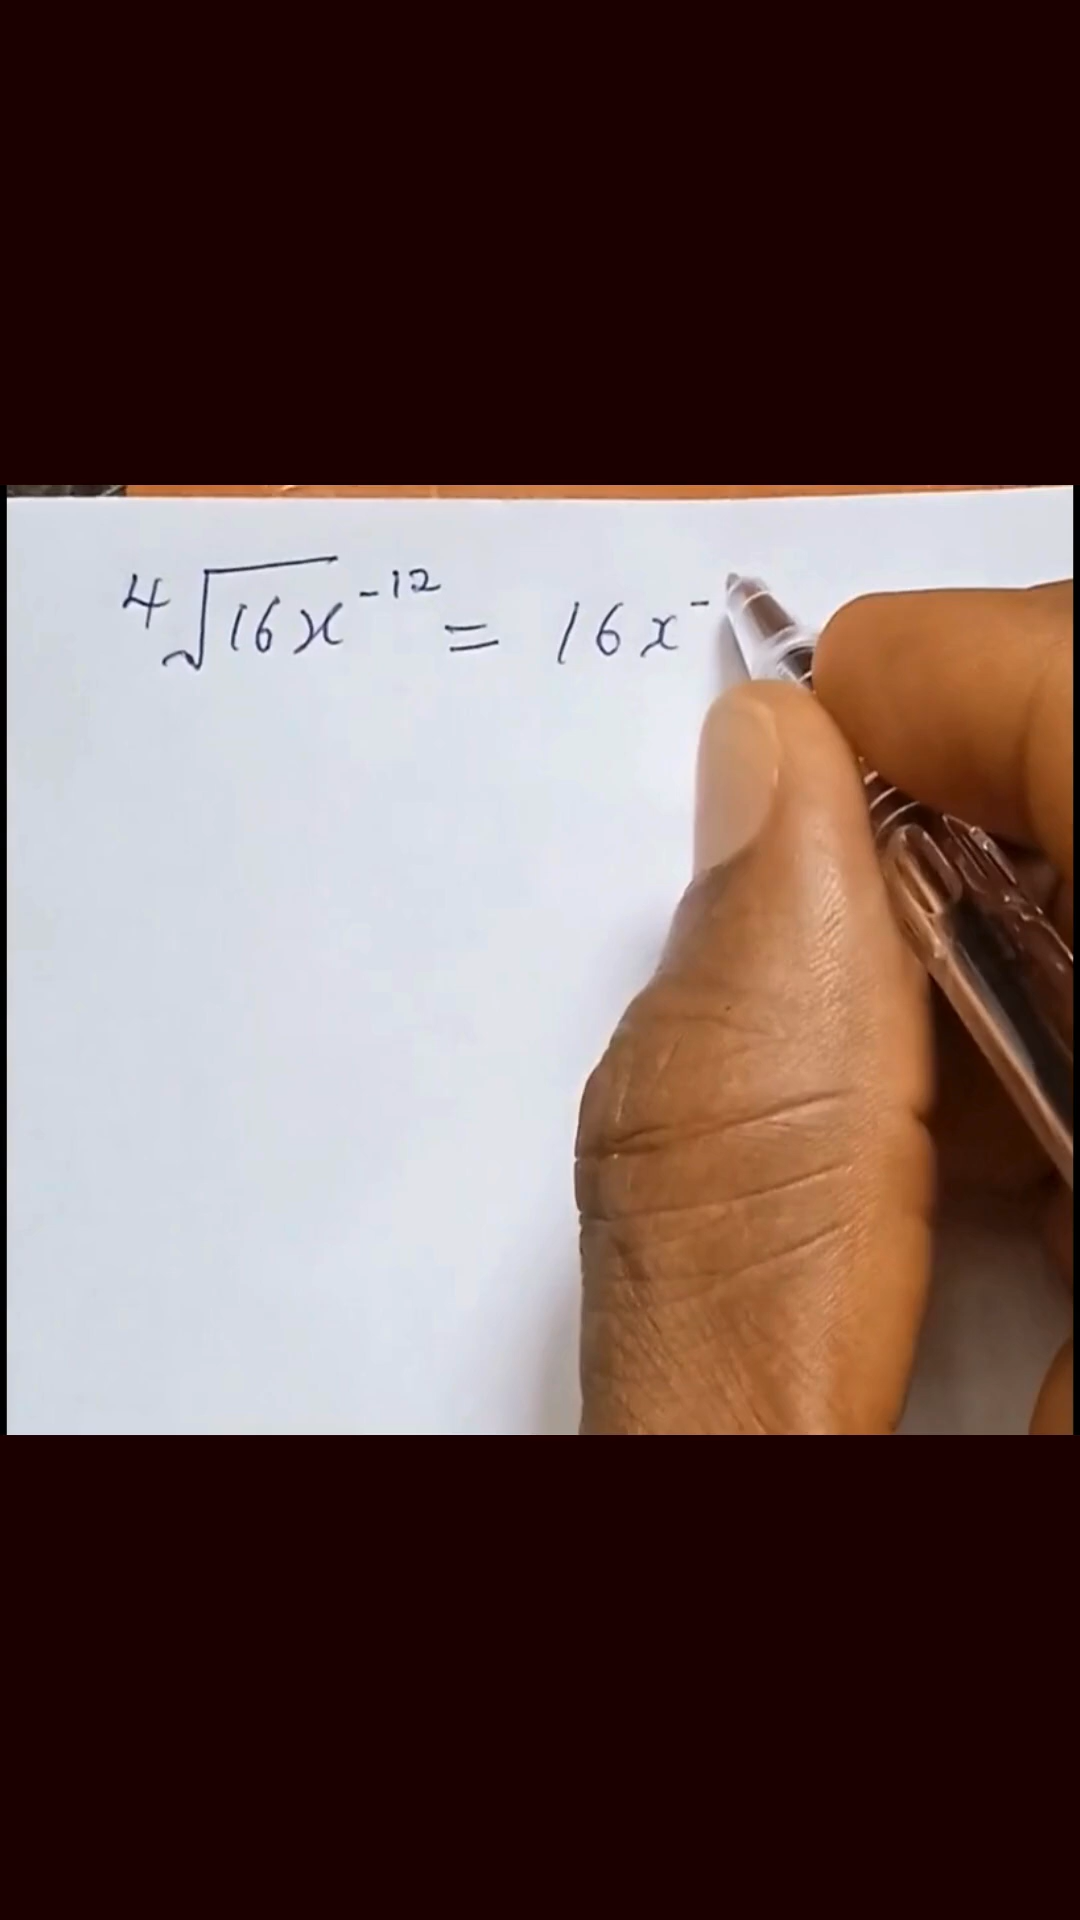 ⁴√16x⁻¹² = 16x⁻